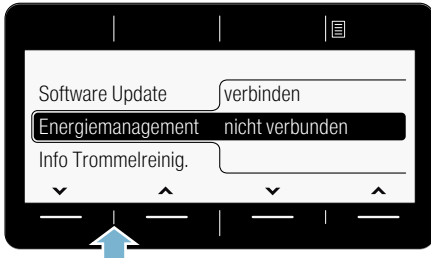 Software Update verbinden
Energiemanagement nicht verbunden
Info Trommelreinig.